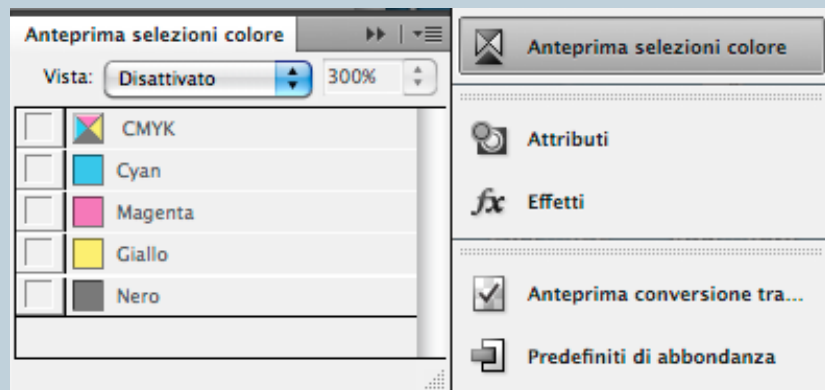 Anteprima selezioni colore
Vista: Disattivato 300%
CMYK
Cyan
Magenta
Giallo
Nero
Anteprima selezioni colore
Attributi
fx Effetti
Anteprima conversione tra...
Predefiniti di abbondanza